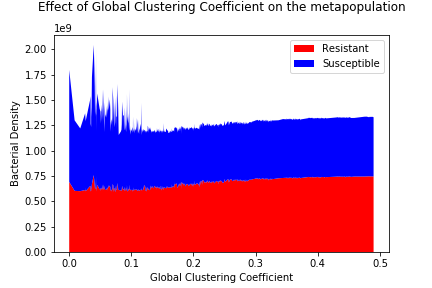 Effect of Global Clustering Coefficient on the metapopulation
1e9
Resistant
Susceptible
2.00
1.75
1.50
1.25
1.00
0.75
0.50
0.25
0.00
Bacterial Density
0.0 0.1 0.2 0.3 0.4 0.5
Global Clustering Coefficient